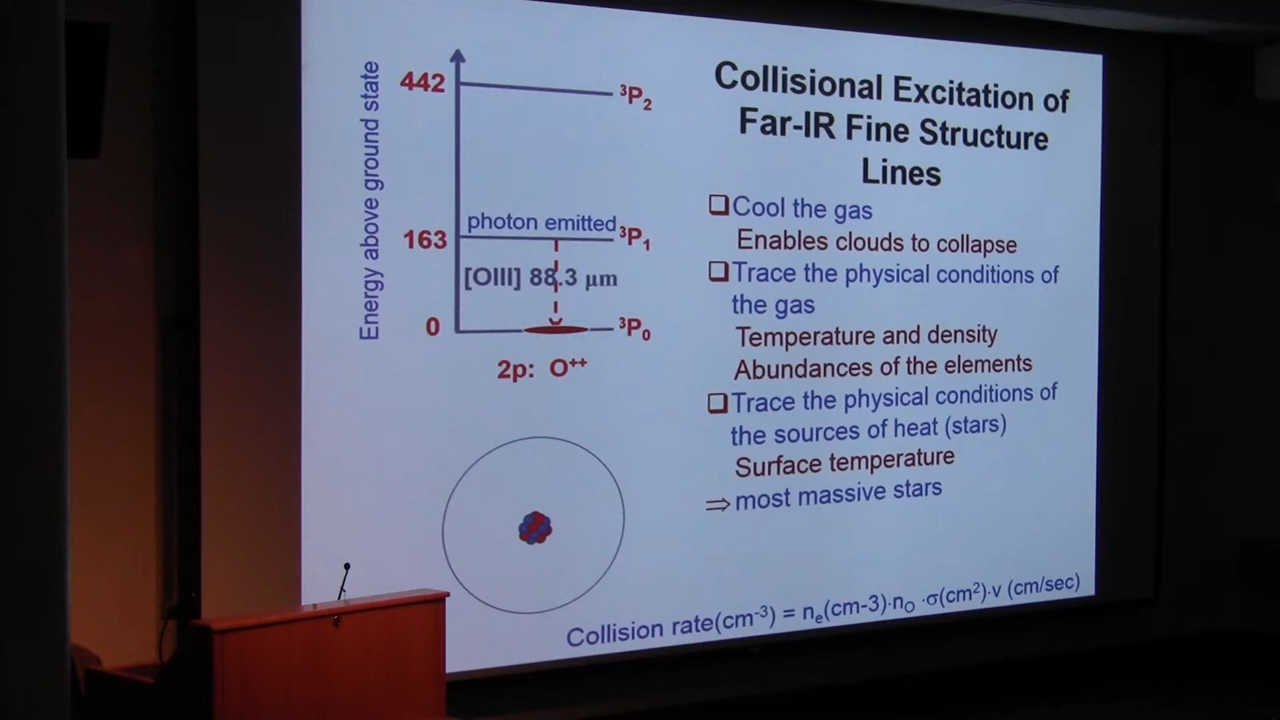 Collisional Excitation of
Far-IR Fine Structure
Lines
Energy above ground state
442
³P₂
photon emitted
163
³P₁
[OIII] 88.3 μm
0
³P₀
2p: O⁺⁺
❑Cool the gas
Enables clouds to collapse
❑Trace the physical conditions of
the gas
Temperature and density
Abundances of the elements
❑Trace the physical conditions of
the sources of heat (stars)
Surface temperature
⇒ most massive stars
Collision rate(cm⁻³) = nₑ(cm-3)·n_O ·σ(cm²)·v (cm/sec)